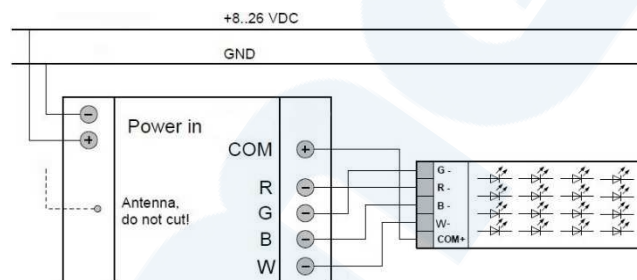 +8..26 VDC
GND
Power in
COM
R
G
B
W
Antenna,
do not cut!
G -
R -
B -
W-
COM+